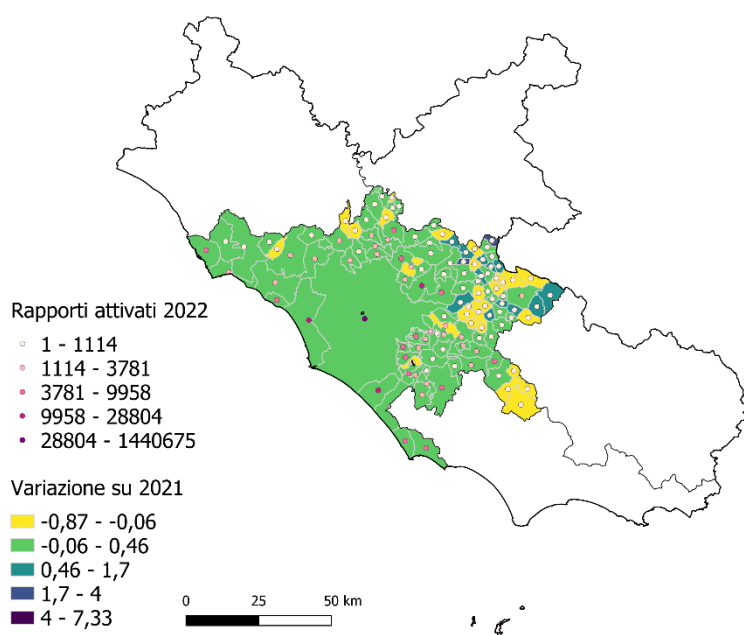 Rapporti attivati 2022
1 - 1114
1114 - 3781
3781 - 9958
9958 - 28804
28804 - 1440675
Variazione su 2021
-0,87 - -0,06
-0,06 - 0,46
0,46 - 1,7
1,7 - 4
4 - 7,33
0 25 50 km